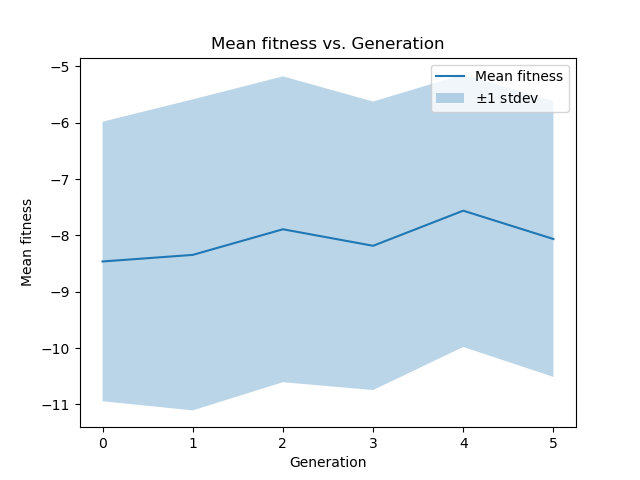 Mean fitness vs. Generation
Mean fitness
±1 stdev
−5
−6
−7
−8
−9
−10
−11
Mean fitness
0 1 2 3 4 5
Generation